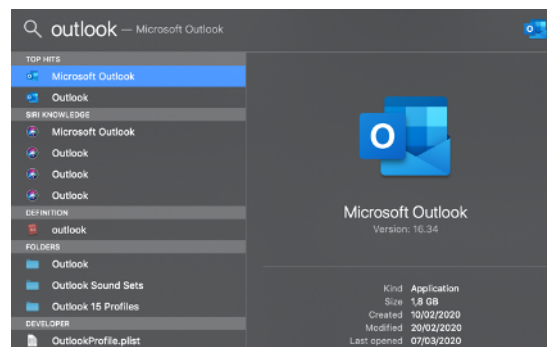 outlook — Microsoft Outlook
TOP HITS
Microsoft Outlook
Outlook
SIRI KNOWLEDGE
Microsoft Outlook
Outlook
Outlook
Outlook
DEFINITION
outlook
FOLDERS
Outlook
Outlook Sound Sets
Outlook 15 Profiles
DEVELOPER
OutlookProfile.plist
O
Microsoft Outlook
Version: 16.34
Kind Application
Size 1,8 GB
Created 10/02/2020
Modified 20/02/2020
Last opened 07/03/2020